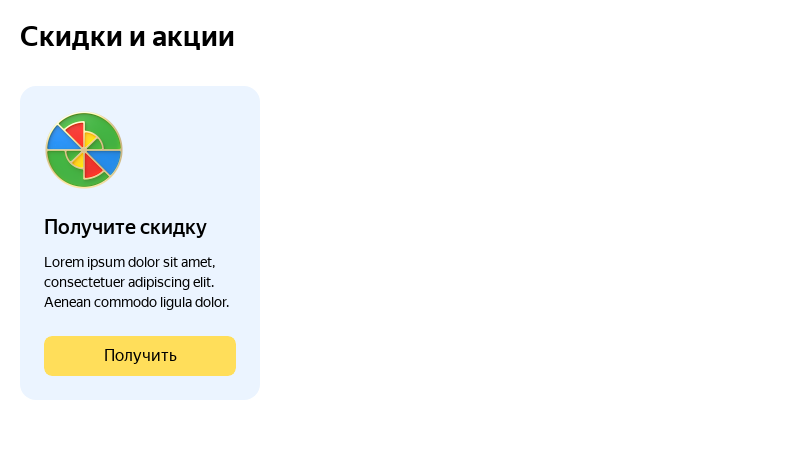 Скидки и акции
Получите скидку
Lorem ipsum dolor sit amet,
consectetuer adipiscing elit.
Aenean commodo ligula dolor.
Получить